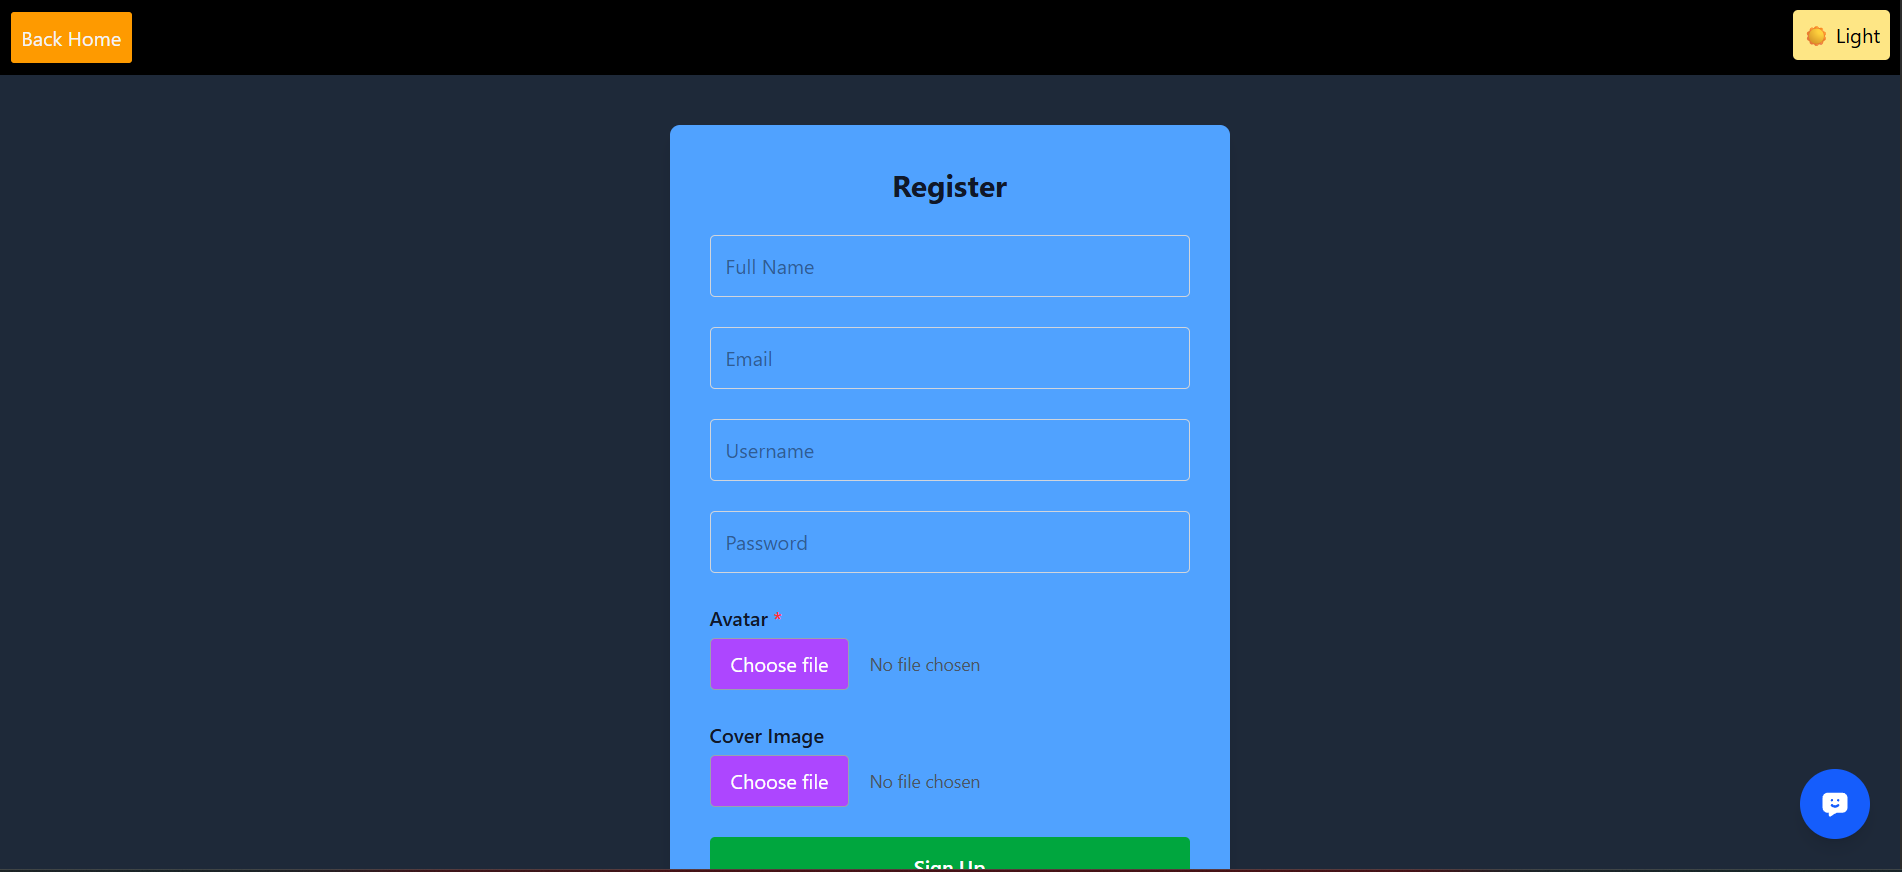 Back Home
Light
Register
Full Name
Email
Username
Password
Avatar *
Choose file No file chosen
Cover Image
Choose file No file chosen
Sign Up